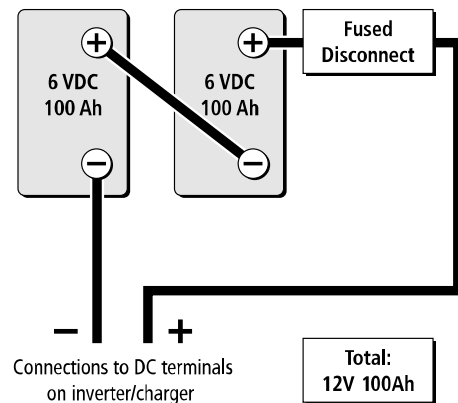 +
6 VDC
100 Ah
−
+
6 VDC
100 Ah
−
Fused
Disconnect
− +
Connections to DC terminals
on inverter/charger
Total:
12V 100Ah